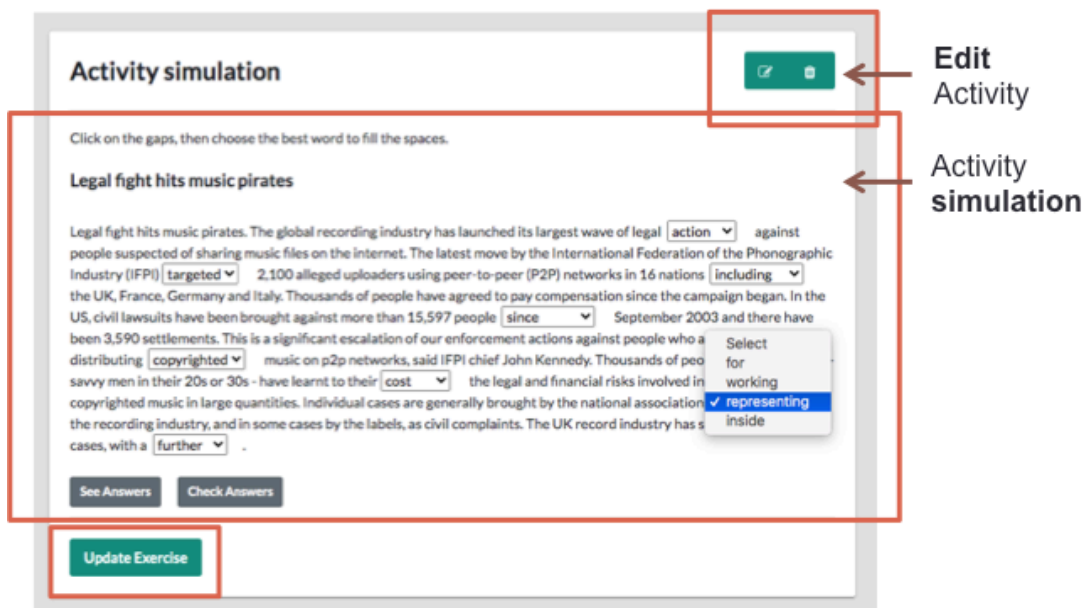 Activity simulation
Edit
Activity
Click on the gaps, then choose the best word to fill the spaces.
Activity
simulation
Legal fight hits music pirates
Legal fight hits music pirates. The global recording industry has launched its largest wave of legal action against
people suspected of sharing music files on the internet. The latest move by the International Federation of the Phonographic
Industry (IFPI) targeted 2,100 alleged uploaders using peer-to-peer (P2P) networks in 16 nations including
the UK, France, Germany and Italy. Thousands of people have agreed to pay compensation since the campaign began. In the
US, civil lawsuits have been brought against more than 15,597 people since September 2003 and there have
been 3,590 settlements. This is a significant escalation of our enforcement actions against people who a
distributing copyrighted music on p2p networks, said IFPI chief John Kennedy. Thousands of peo -
savvy men in their 20s or 30s - have learnt to their cost the legal and financial risks involved in
copyrighted music in large quantities. Individual cases are generally brought by the national association
the recording industry, and in some cases by the labels, as civil complaints. The UK record industry has s
cases, with a further .
Select
for
working
✓ representing
inside
See Answers Check Answers
Update Exercise